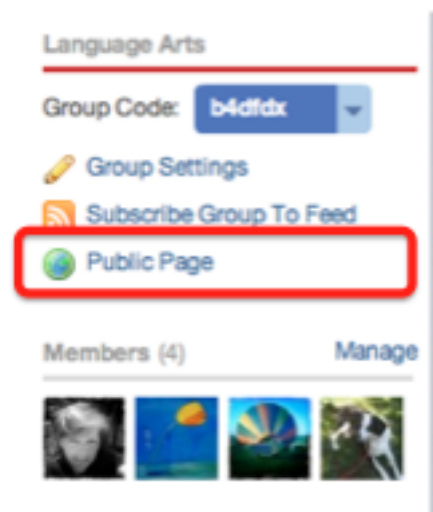 Language Arts
Group Code: b4dfdx
Group Settings
Subscribe Group To Feed
Public Page
Members (4) Manage